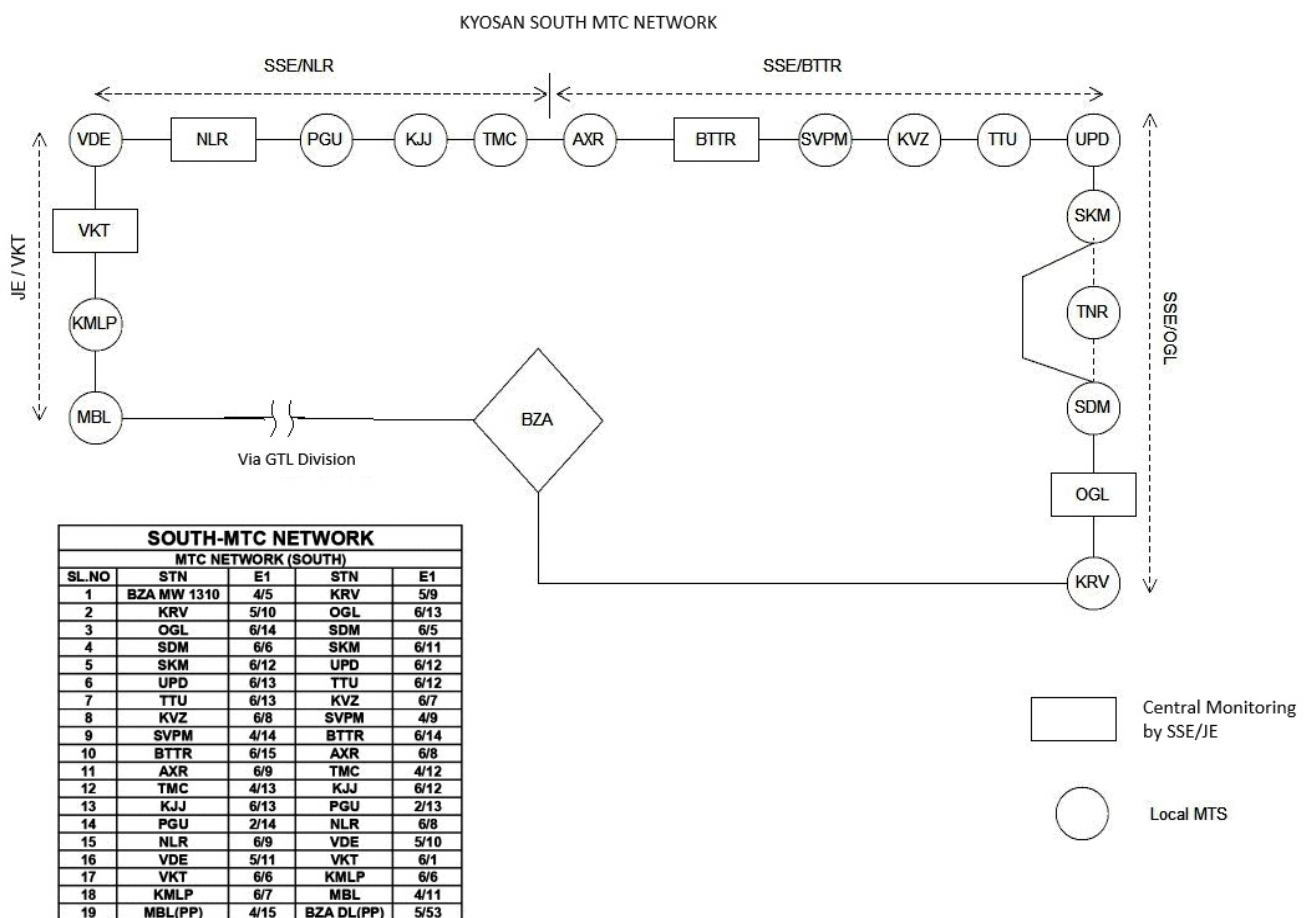 KYOSAN SOUTH MTC NETWORK
SSE/NLR
SSE/BTTR
VDE NLR PGU KJJ TMC AXR BTTR SVPM KVZ TTU UPD
JE / VKT
VKT
KMLP
MBL
SKM
TNR
SDM
OGL
KRV
SSE/OGL
BZA
Via GTL Division
SOUTH-MTC NETWORK
MTC NETWORK (SOUTH)
SL.NO STN E1 STN E1
1 BZA MW 1310 4/5 KRV 5/9
2 KRV 5/10 OGL 6/13
3 OGL 6/14 SDM 6/5
4 SDM 6/6 SKM 6/11
5 SKM 6/12 UPD 6/12
6 UPD 6/13 TTU 6/12
7 TTU 6/13 KVZ 6/7
8 KVZ 6/8 SVPM 4/9
9 SVPM 4/14 BTTR 6/14
10 BTTR 6/15 AXR 6/8
11 AXR 6/9 TMC 4/12
12 TMC 4/13 KJJ 6/12
13 KJJ 6/13 PGU 2/13
14 PGU 2/14 NLR 6/8
15 NLR 6/9 VDE 5/10
16 VDE 5/11 VKT 6/1
17 VKT 6/6 KMLP 6/6
18 KMLP 6/7 MBL 4/11
19 MBL(PP) 4/15 BZA DL(PP) 5/53
Central Monitoring
by SSE/JE
Local MTS